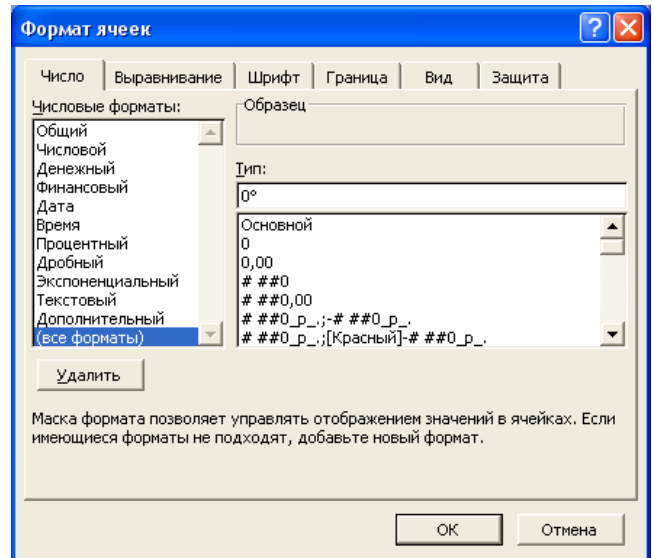 Формат ячеек
Число Выравнивание Шрифт Граница Вид Защита
Числовые форматы:
Общий
Числовой
Денежный
Финансовый
Дата
Время
Процентный
Дробный
Экспоненциальный
Текстовый
Дополнительный
(все форматы)
Образец
Тип:
0°
Основной
0
0,00
# ##0
# ##0,00
# ##0_р_.;-# ##0_р_.
# ##0_р_.;[Красный]-# ##0_р_.
Удалить
Маска формата позволяет управлять отображением значений в ячейках. Если
имеющиеся форматы не подходят, добавьте новый формат.
ОК Отмена